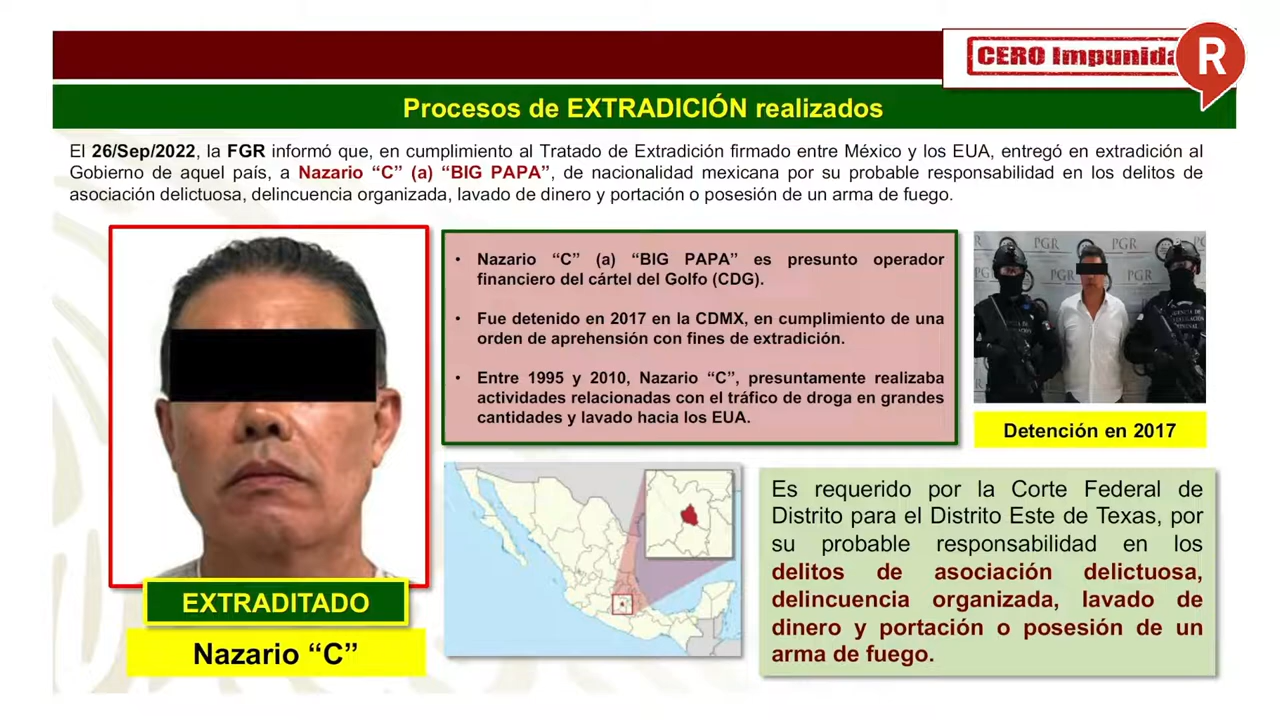 CERO Impunida
R
Procesos de EXTRADICIÓN realizados
El 26/Sep/2022, la FGR informó que, en cumplimiento al Tratado de Extradición firmado entre México y los EUA, entregó en extradición al
Gobierno de aquel país, a Nazario “C” (a) “BIG PAPA”, de nacionalidad mexicana por su probable responsabilidad en los delitos de
asociación delictuosa, delincuencia organizada, lavado de dinero y portación o posesión de un arma de fuego.
• Nazario “C” (a) “BIG PAPA” es presunto operador
financiero del cártel del Golfo (CDG).
• Fue detenido en 2017 en la CDMX, en cumplimiento de una
orden de aprehensión con fines de extradición.
• Entre 1995 y 2010, Nazario “C”, presuntamente realizaba
actividades relacionadas con el tráfico de droga en grandes
cantidades y lavado hacia los EUA.
PGR PGR
PGR
Detención en 2017
Es requerido por la Corte Federal de
Distrito para el Distrito Este de Texas, por
su probable responsabilidad en los
delitos de asociación delictuosa,
delincuencia organizada, lavado de
dinero y portación o posesión de un
arma de fuego.
EXTRADITADO
Nazario “C”